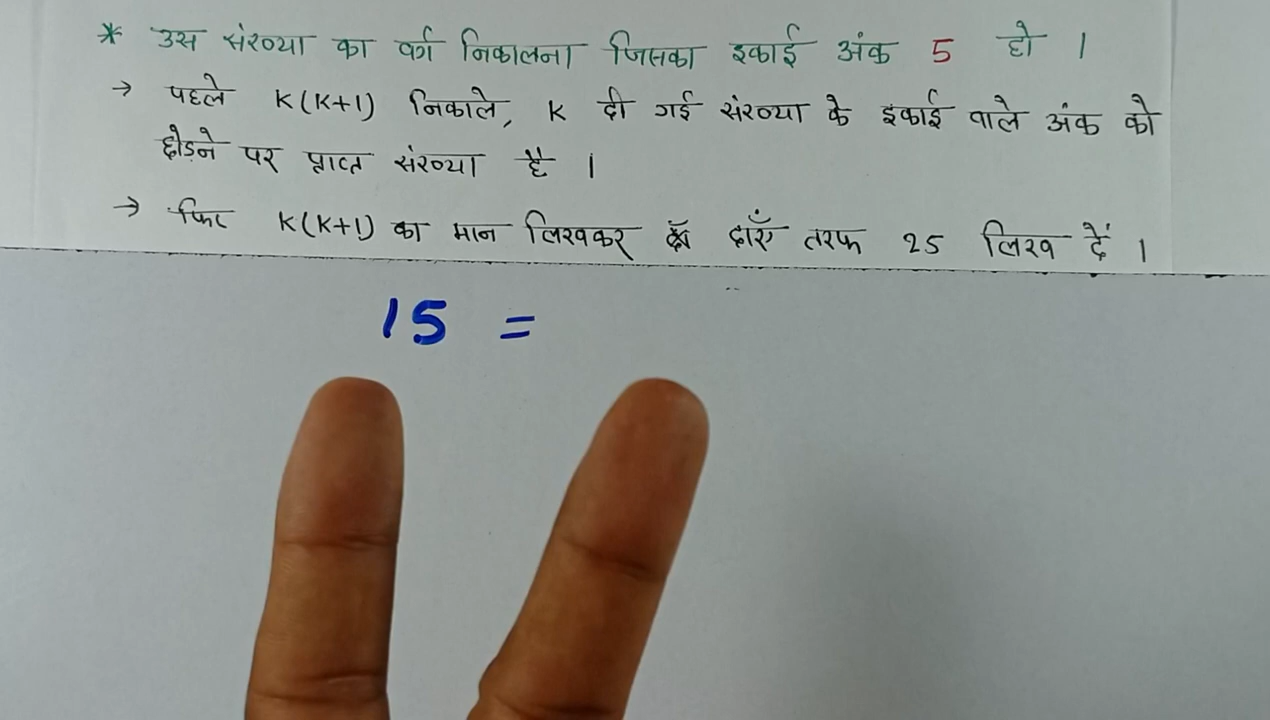 * उस संख्या का वर्ग निकालना जिसका इकाई अंक 5 हो ।
→ पहले K(K+1) निकाले, K दी गई संख्या के इकाई वाले अंक को
छोड़ने पर प्राप्त संख्या है ।
→ फिर K(K+1) का मान लिखकर दाएँ तरफ 25 लिख दें ।
15 =